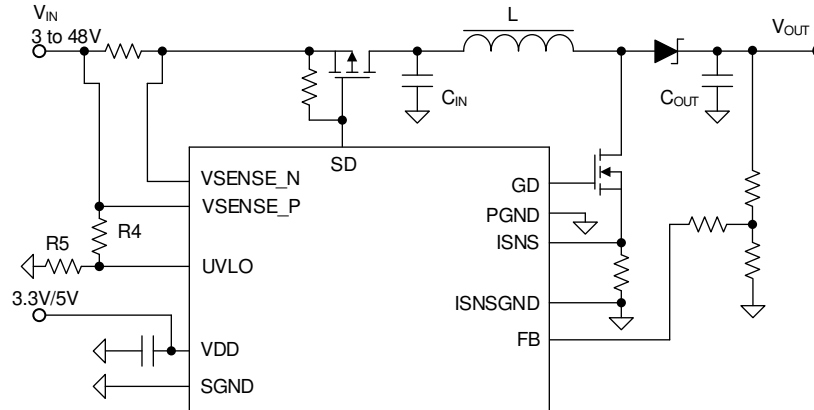 VIN
3 to 48V
L
VOUT
CIN
COUT
SD
VSENSE_N
GD
VSENSE_P
PGND
R4
ISNS
R5
UVLO
3.3V/5V
ISNSGND
VDD
FB
SGND